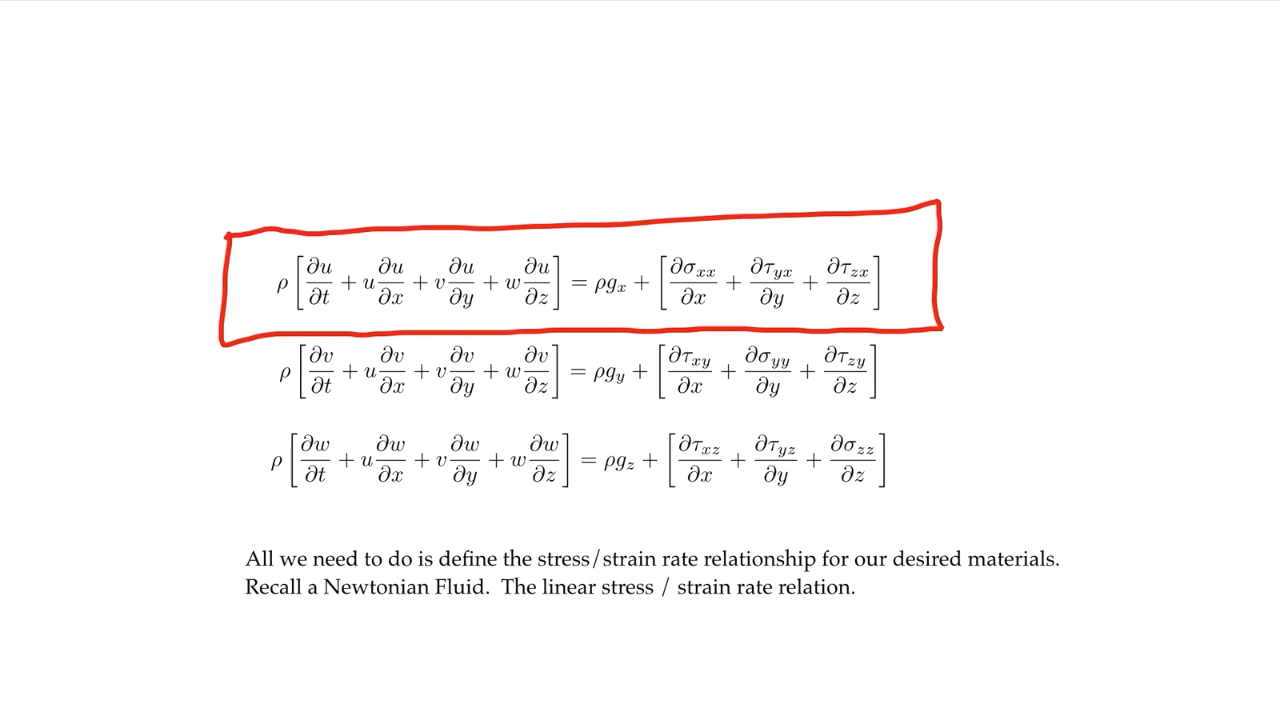 ρ [∂u/∂t + u ∂u/∂x + v ∂u/∂y + w ∂u/∂z] = ρg_x + [∂σ_xx/∂x + ∂τ_yx/∂y + ∂τ_zx/∂z]
ρ [∂v/∂t + u ∂v/∂x + v ∂v/∂y + w ∂v/∂z] = ρg_y + [∂τ_xy/∂x + ∂σ_yy/∂y + ∂τ_zy/∂z]
ρ [∂w/∂t + u ∂w/∂x + v ∂w/∂y + w ∂w/∂z] = ρg_z + [∂τ_xz/∂x + ∂τ_yz/∂y + ∂σ_zz/∂z]
All we need to do is define the stress/strain rate relationship for our desired materials.
Recall a Newtonian Fluid. The linear stress / strain rate relation.